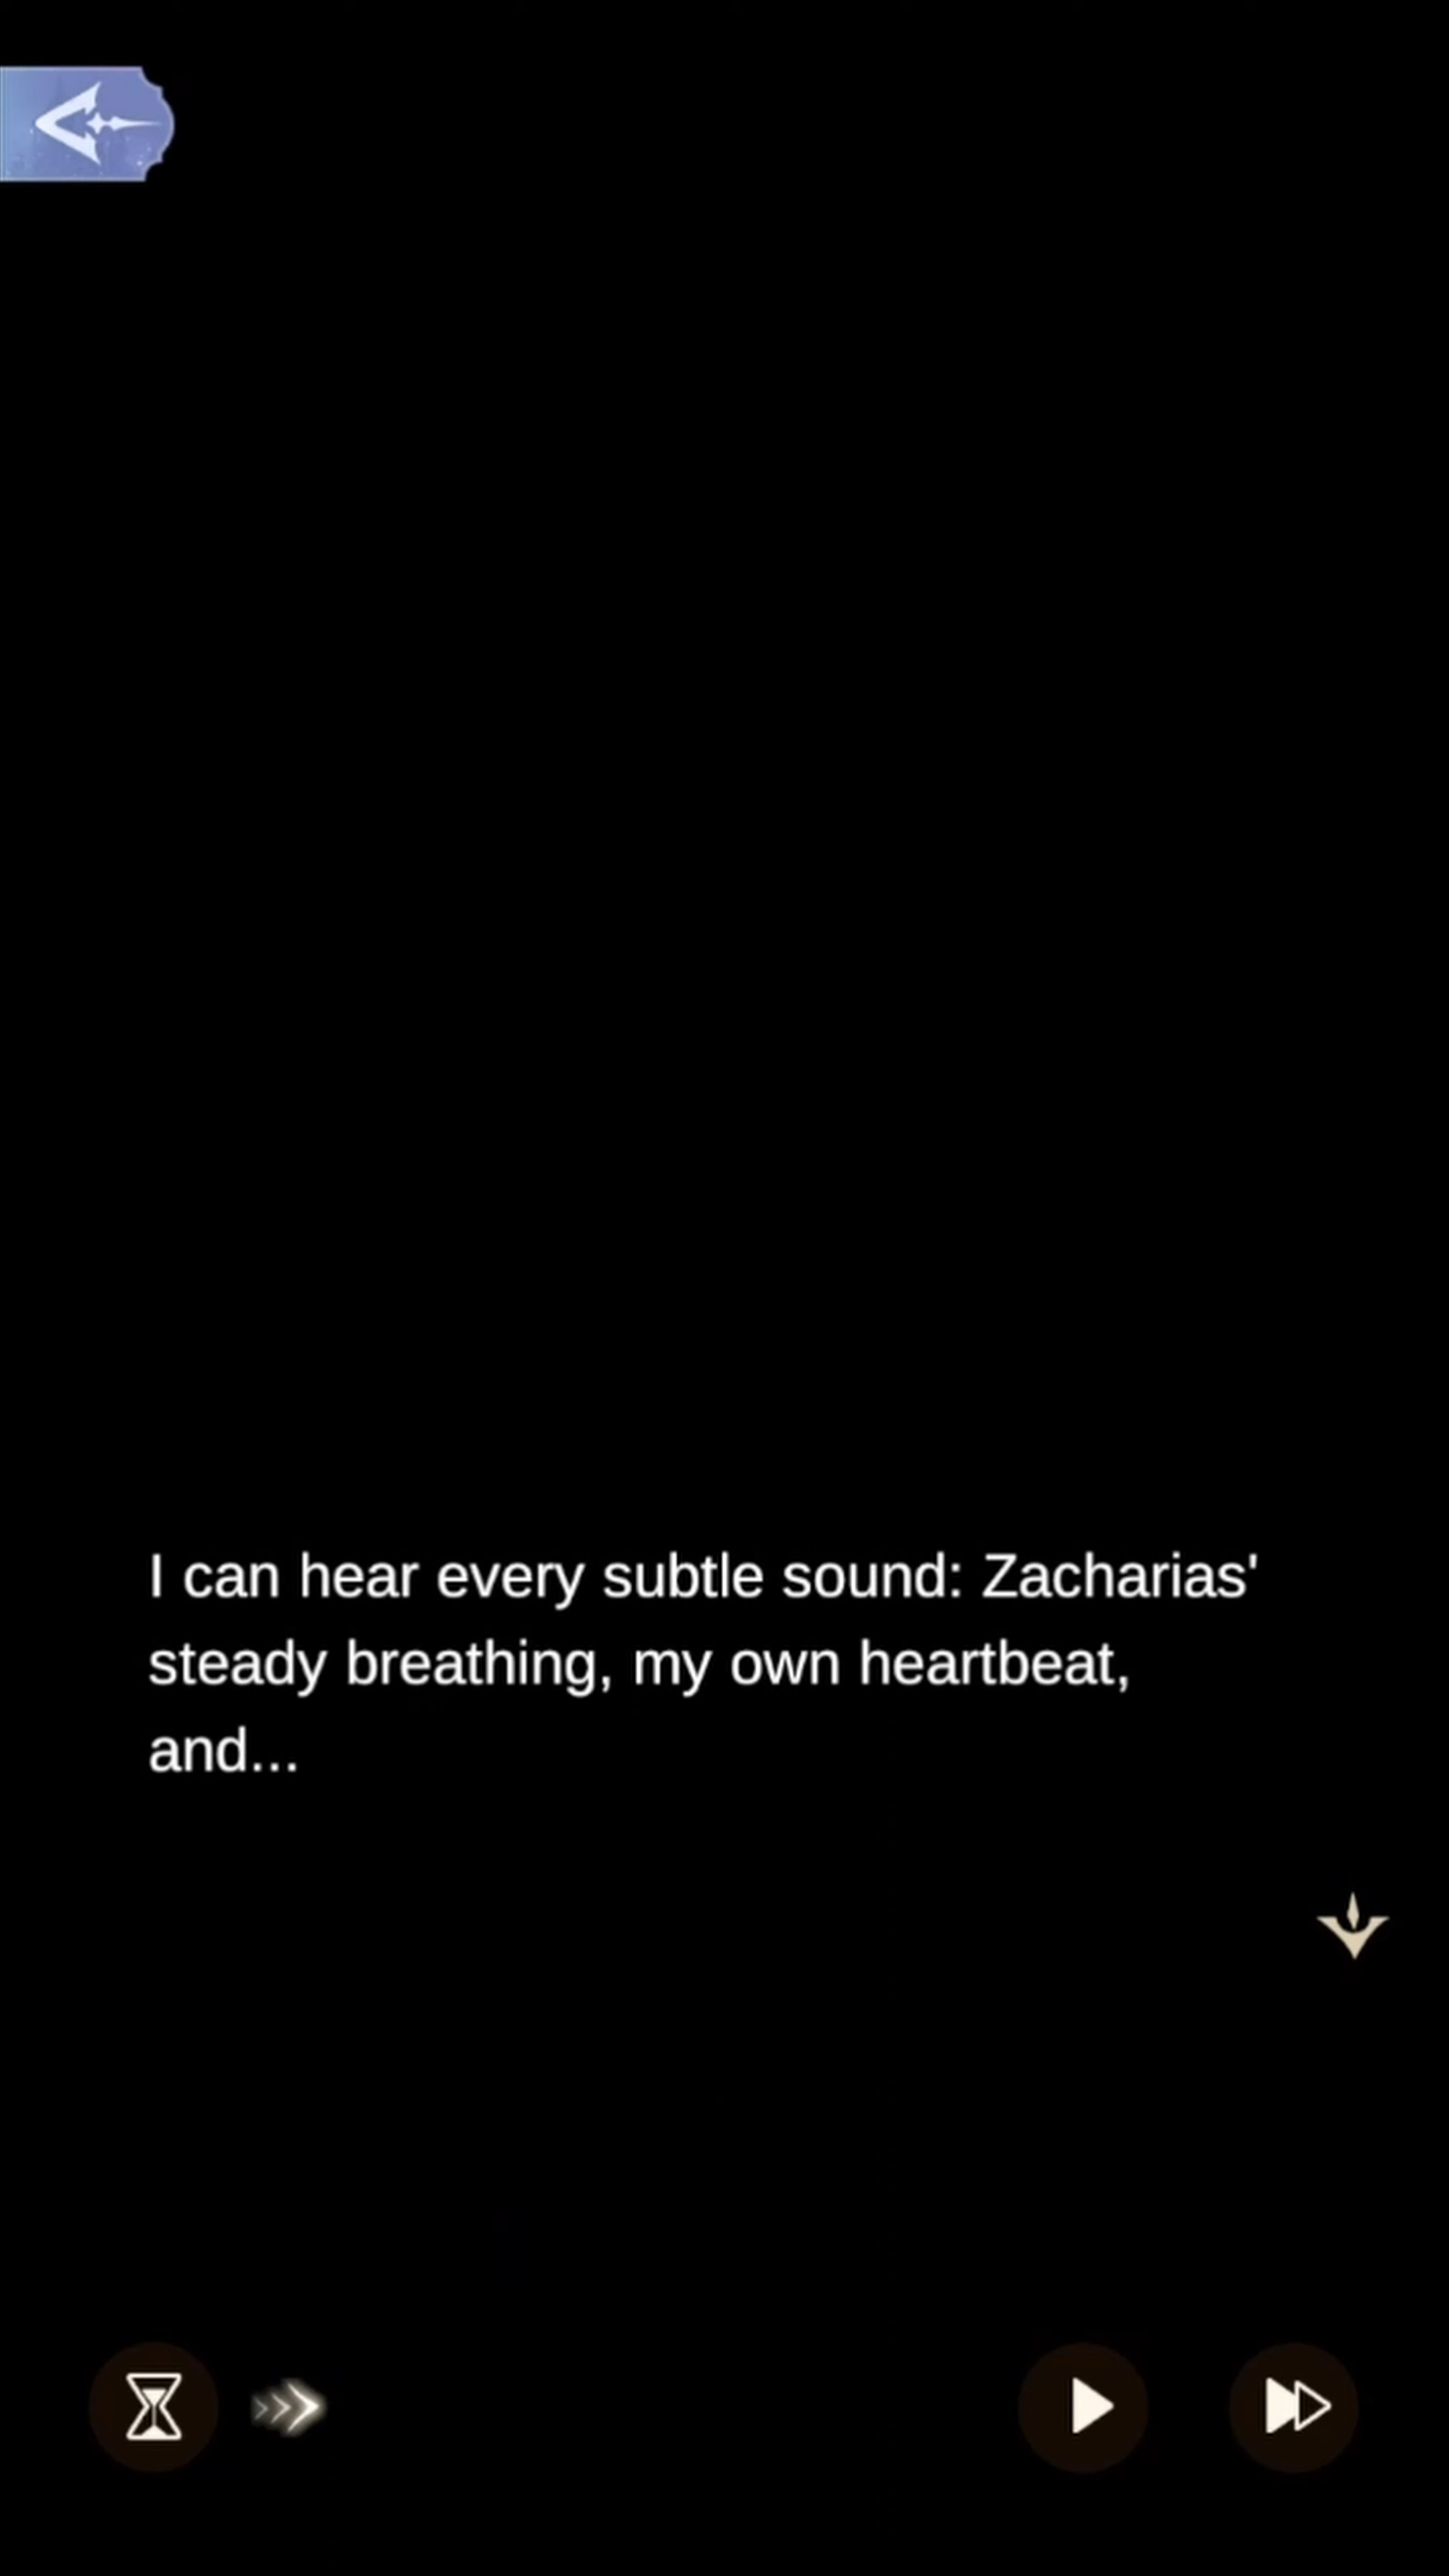 I can hear every subtle sound: Zacharias'
steady breathing, my own heartbeat,
and...